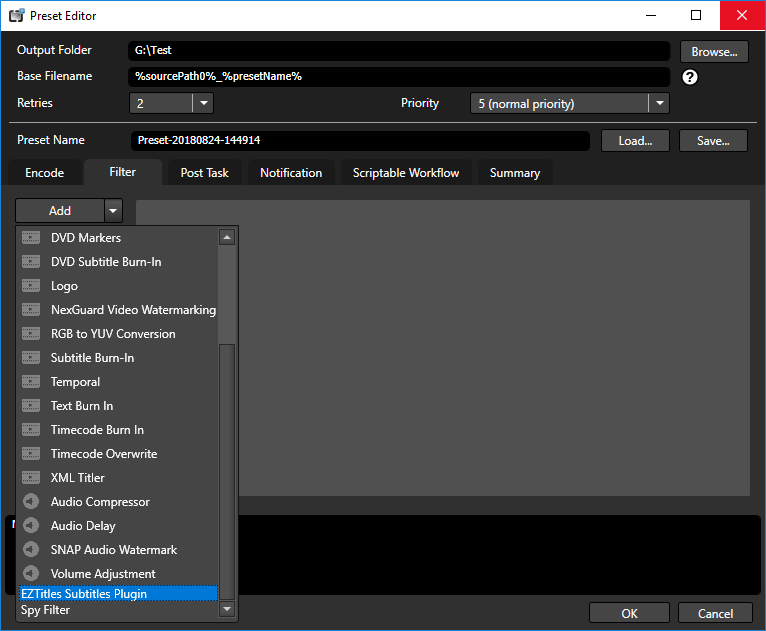 Preset Editor
Output Folder
G:\Test
Browse...
Base Filename
%sourcePath0%_%presetName%
?
Retries
2
Priority
5 (normal priority)
Preset Name
Preset-20180824-144914
Load...
Save...
Encode
Filter
Post Task
Notification
Scriptable Workflow
Summary
Add
DVD Markers
DVD Subtitle Burn-In
Logo
NexGuard Video Watermarking
RGB to YUV Conversion
Subtitle Burn-In
Temporal
Text Burn In
Timecode Burn In
Timecode Overwrite
XML Titler
Audio Compressor
Audio Delay
SNAP Audio Watermark
Volume Adjustment
EZTitles Subtitles Plugin
Spy Filter
OK
Cancel